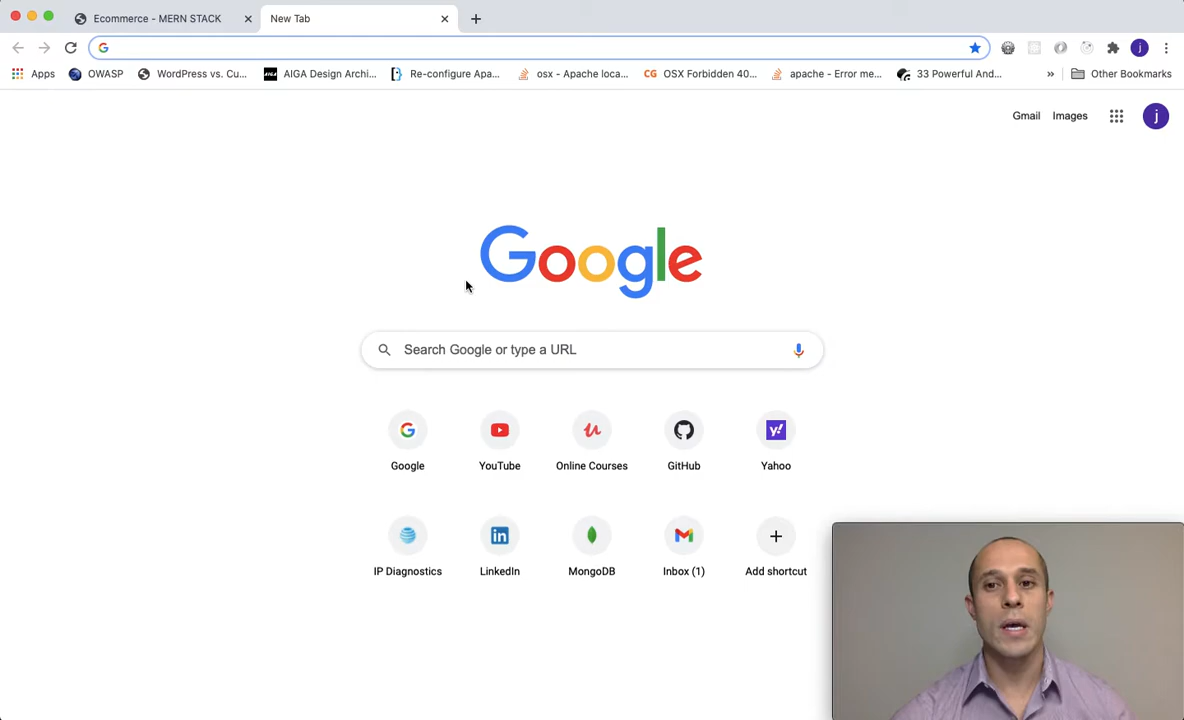 Ecommerce - MERN STACK
New Tab
Apps
OWASP
WordPress vs. Cu...
AIGA Design Archi...
Re-configure Apa...
osx - Apache loca...
CG OSX Forbidden 40...
apache - Error me...
33 Powerful And...
»
Other Bookmarks
Gmail
Images
j
Google
Search Google or type a URL
Google
YouTube
Online Courses
GitHub
Yahoo
IP Diagnostics
LinkedIn
MongoDB
Inbox (1)
Add shortcut